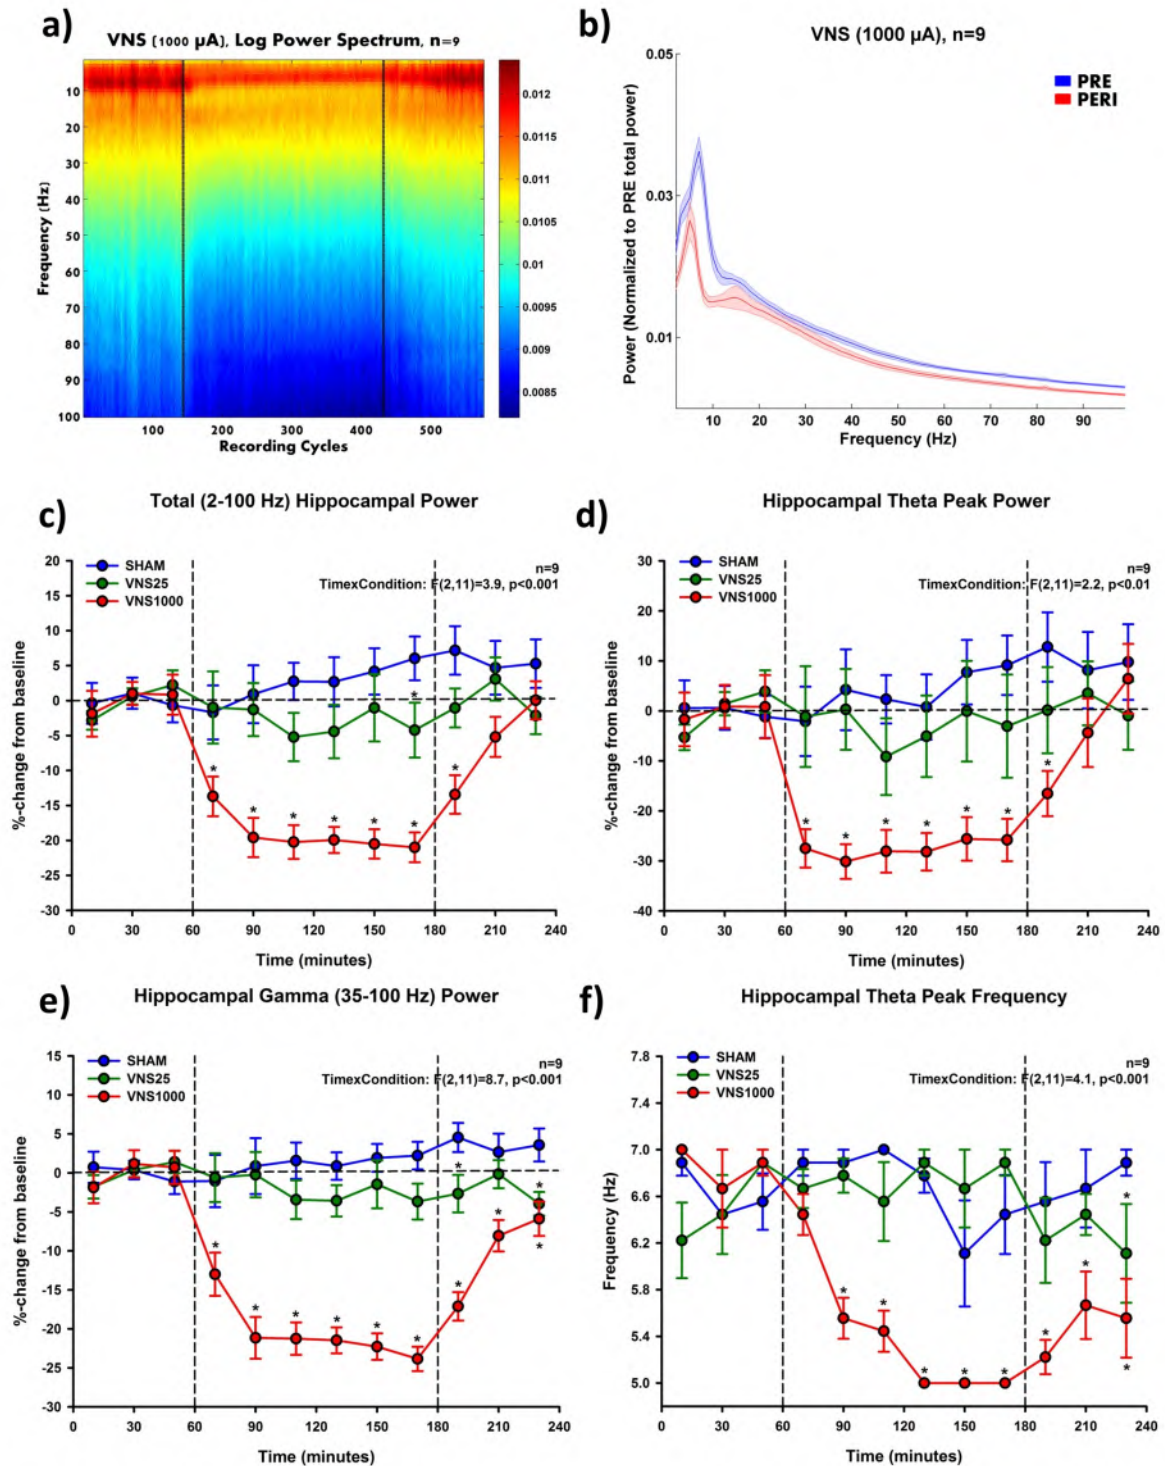 a)
VNS (1000 µA), Log Power Spectrum, n=9
Frequency (Hz)
10
20
30
40
50
60
70
80
90
100
100 200 300 400 500
Recording Cycles
0.012
0.0115
0.011
0.0105
0.01
0.0095
0.009
0.0085
b)
VNS (1000 µA), n=9
Power (Normalized to PRE total power)
0.05
0.03
0.01
PRE
PERI
10 20 30 40 50 60 70 80 90
Frequency (Hz)
c)
Total (2-100 Hz) Hippocampal Power
SHAM
VNS25
VNS1000
n=9
TimexCondition: F(2,11)=3.9, p<0.001
%-change from baseline
20
15
10
5
0
-5
-10
-15
-20
-25
-30
* * * * * * * *
0 30 60 90 120 150 180 210 240
Time (minutes)
d)
Hippocampal Theta Peak Power
SHAM
VNS25
VNS1000
n=9
TimexCondition: F(2,11)=2.2, p<0.01
%-change from baseline
30
20
10
0
-10
-20
-30
-40
* * * * * * *
0 30 60 90 120 150 180 210 240
Time (minutes)
e)
Hippocampal Gamma (35-100 Hz) Power
SHAM
VNS25
VNS1000
n=9
TimexCondition: F(2,11)=8.7, p<0.001
%-change from baseline
15
10
5
0
-5
-10
-15
-20
-25
-30
* * * * * * * * * * *
0 30 60 90 120 150 180 210 240
Time (minutes)
f)
Hippocampal Theta Peak Frequency
SHAM
VNS25
VNS1000
n=9
TimexCondition: F(2,11)=4.1, p<0.001
Frequency (Hz)
7.8
7.4
7.0
6.6
6.2
5.8
5.4
5.0
* * * * * * * * *
0 30 60 90 120 150 180 210 240
Time (minutes)